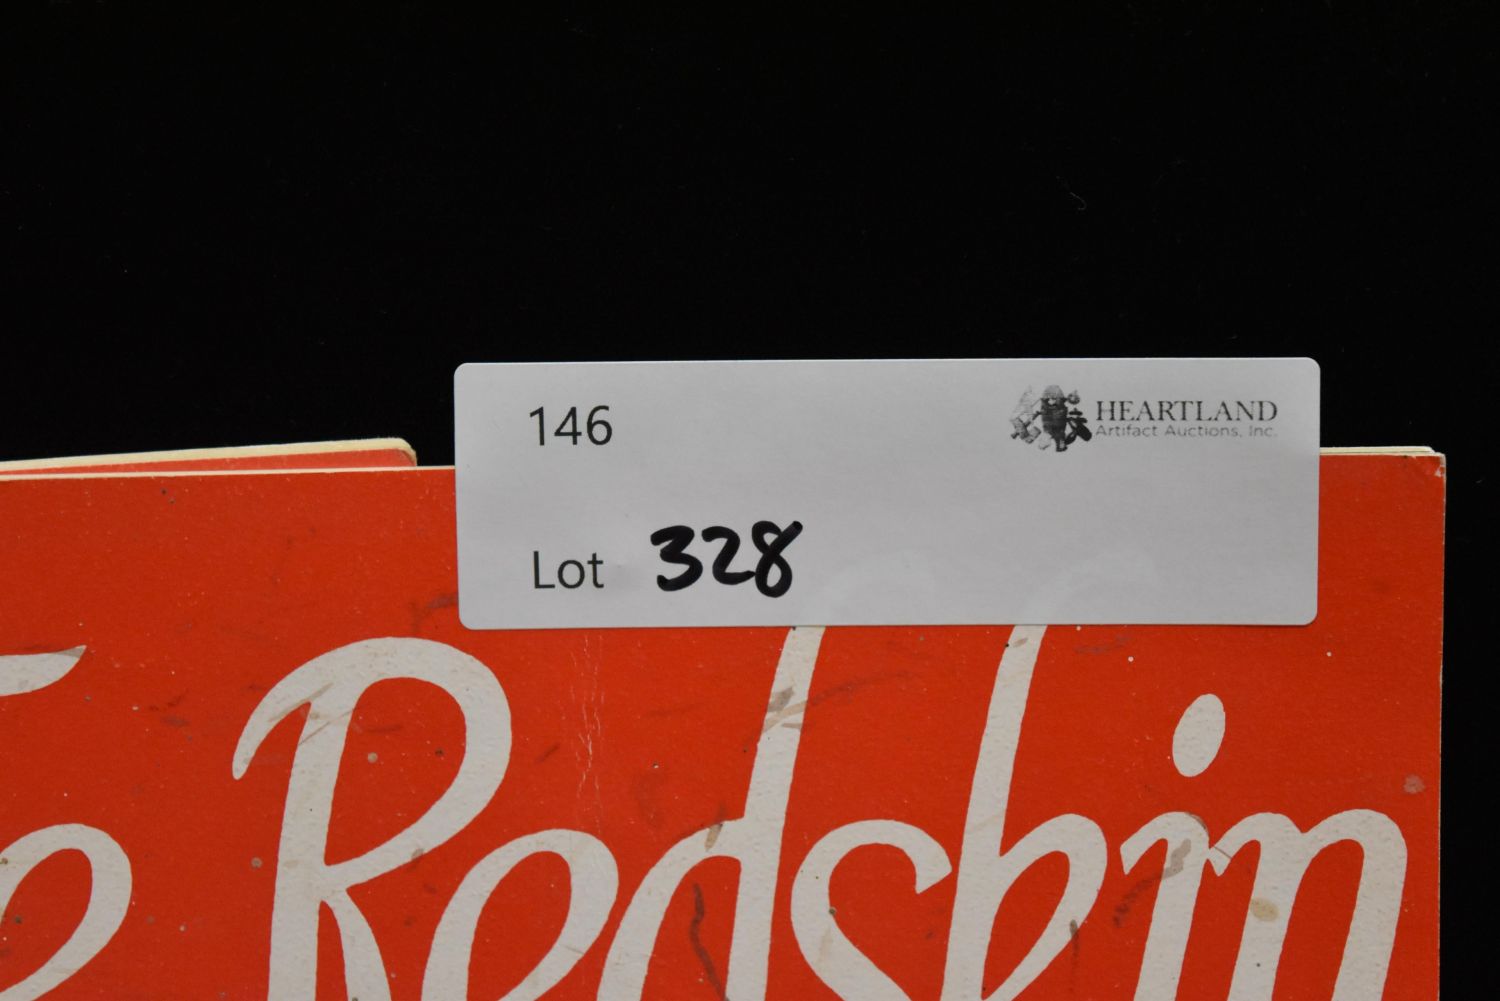 146
HEARTLAND
Artifact Auctions, Inc.
Lot 328
Redskin